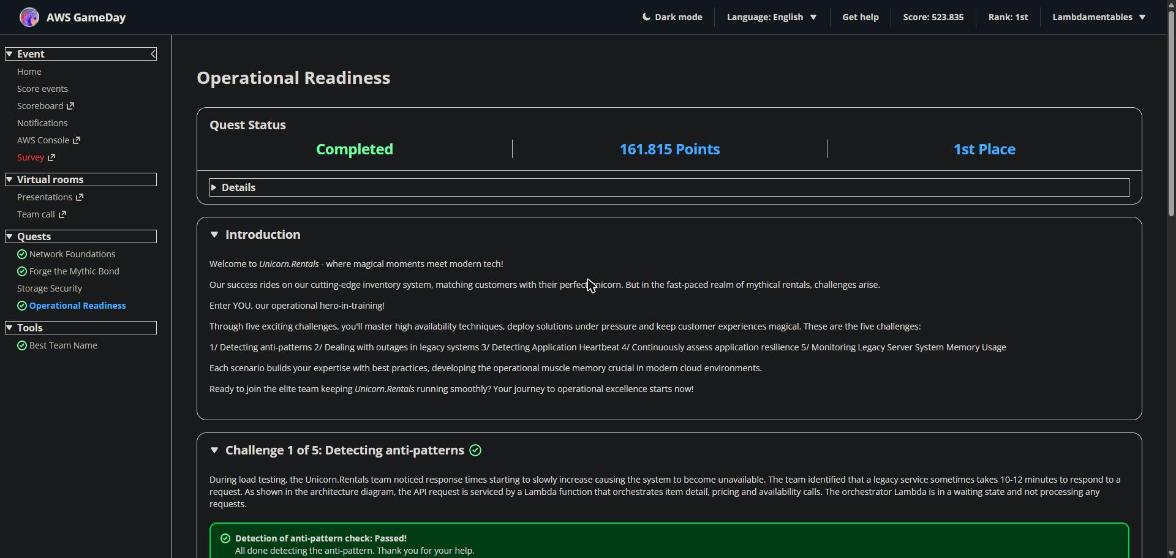 AWS GameDay
Dark mode
Language: English
Get help
Score: 523.835
Rank: 1st
Lambdamentables
Event
Home
Score events
Scoreboard
Notifications
AWS Console
Survey
Virtual rooms
Presentations
Team call
Quests
Network Foundations
Forge the Mythic Bond
Storage Security
Operational Readiness
Tools
Best Team Name
Operational Readiness
Quest Status
Completed
161.815 Points
1st Place
Details
Introduction
Welcome to Unicorn.Rentals - where magical moments meet modern tech!
Our success rides on our cutting-edge inventory system, matching customers with their perfect unicorn. But in the fast-paced realm of mythical rentals, challenges arise.
Enter YOU, our operational hero-in-training!
Through five exciting challenges, you'll master high availability techniques, deploy solutions under pressure and keep customer experiences magical. These are the five challenges:
1/ Detecting anti-patterns 2/ Dealing with outages in legacy systems 3/ Detecting Application Heartbeat 4/ Continuously assess application resilience 5/ Monitoring Legacy Server System Memory Usage
Each scenario builds your expertise with best practices, developing the operational muscle memory crucial in modern cloud environments.
Ready to join the elite team keeping Unicorn.Rentals running smoothly? Your journey to operational excellence starts now!
Challenge 1 of 5: Detecting anti-patterns
During load testing, the Unicorn.Rentals team noticed response times starting to slowly increase causing the system to become unavailable. The team identified that a legacy service sometimes takes 10-12 minutes to respond to a
request. As shown in the architecture diagram, the API request is serviced by a Lambda function that orchestrates item detail, pricing and availability calls. The orchestrator Lambda is in a waiting state and not processing any
requests.
Detection of anti-pattern check: Passed!
All done detecting the anti-pattern. Thank you for your help.